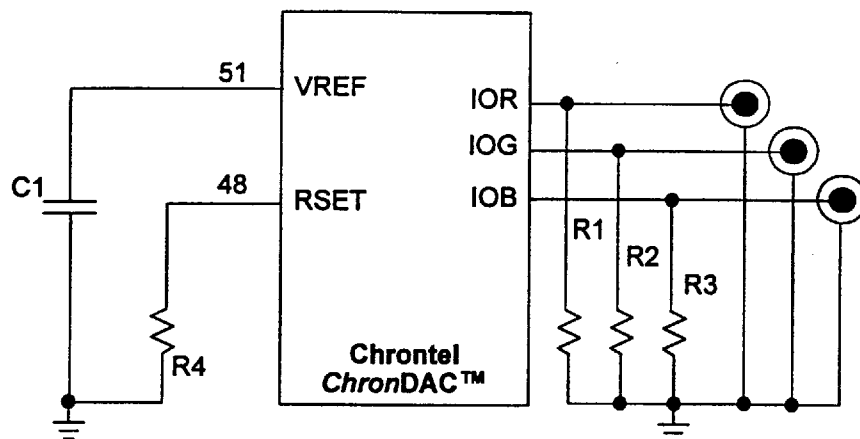 51
VREF
IOR
IOG
C1
48
RSET
IOB
R1
R2
R3
R4
Chrontel
ChronDAC™